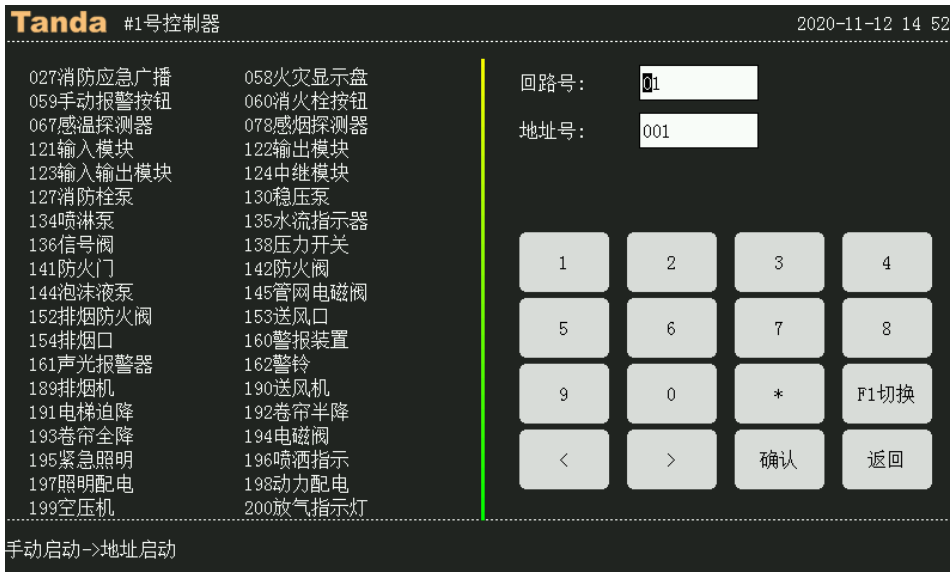 Tanda #1号控制器 2020-11-12 14 52
027消防应急广播 058火灾显示盘
059手动报警按钮 060消火栓按钮
067感温探测器 078感烟探测器
121输入模块 122输出模块
123输入输出模块 124中继模块
127消防栓泵 130稳压泵
134喷淋泵 135水流指示器
136信号阀 138压力开关
141防火门 142防火阀
144泡沫液泵 145管网电磁阀
152排烟防火阀 153送风口
154排烟口 160警报装置
161声光报警器 162警铃
189排烟机 190送风机
191电梯迫降 192卷帘半降
193卷帘全降 194电磁阀
195紧急照明 196喷洒指示
197照明配电 198动力配电
199空压机 200放气指示灯
回路号: 01
地址号: 001
1 2 3 4
5 6 7 8
9 0 * F1切换
< > 确认 返回
手动启动->地址启动